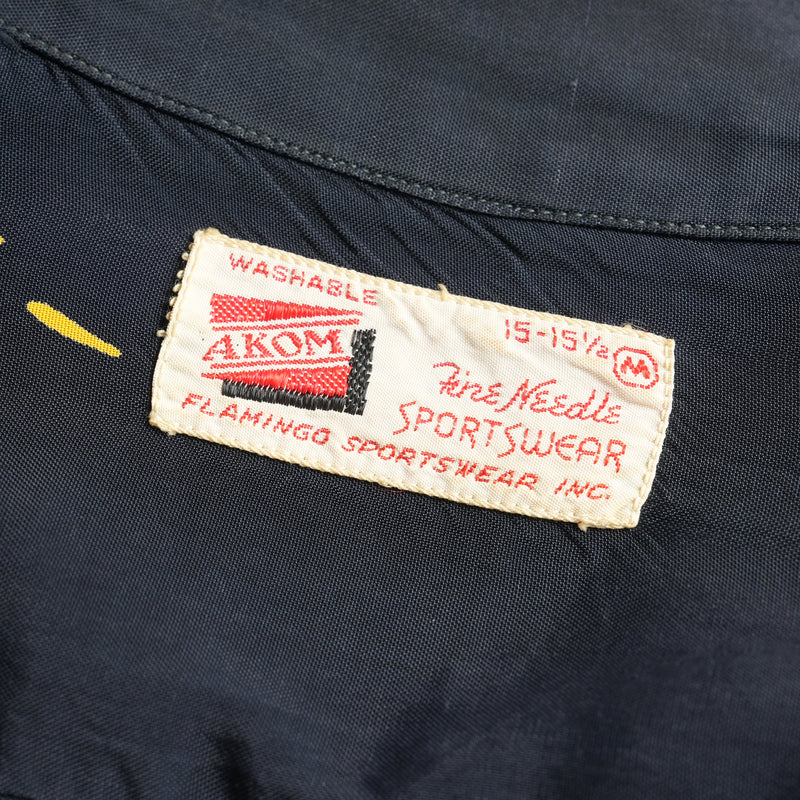 WASHABLE
AKOM
15-15½
M
Fine Needle
SPORTSWEAR
FLAMINGO SPORTSWEAR INC.